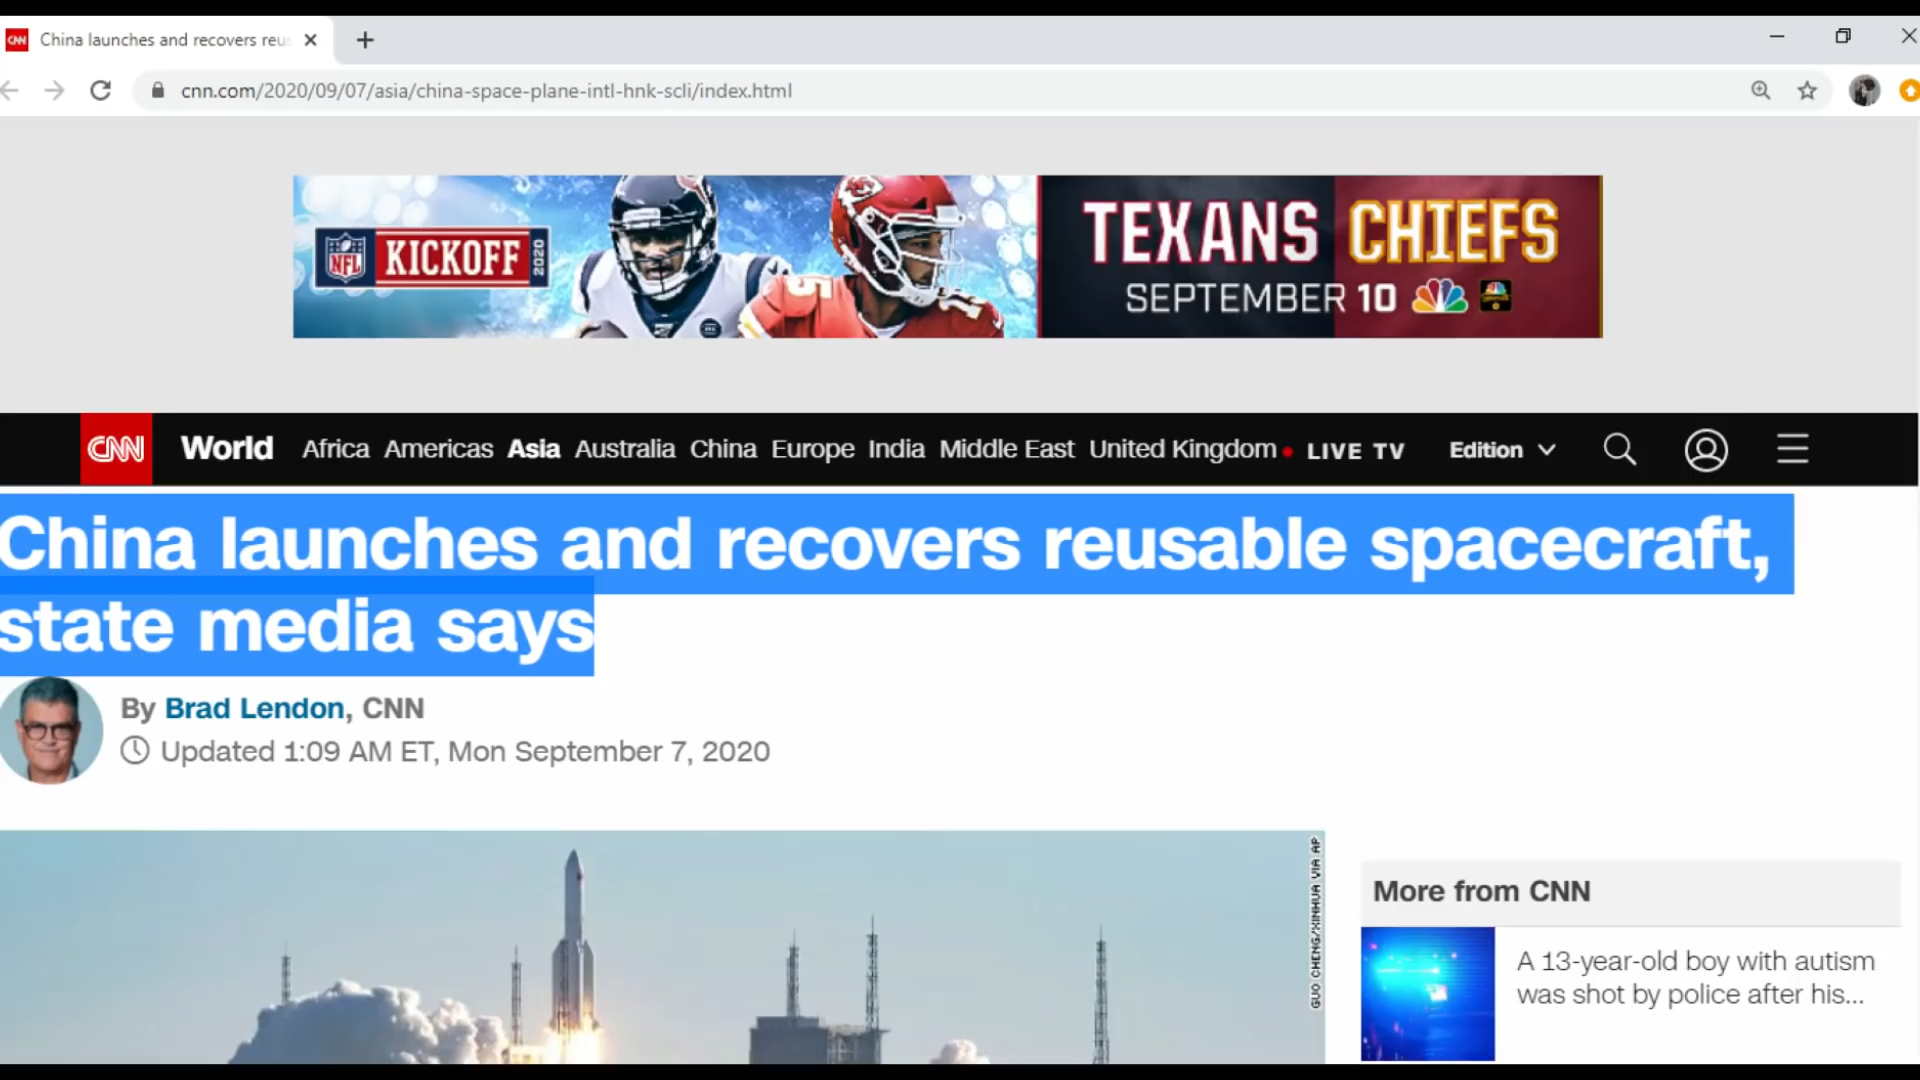 CNN China launches and recovers reu
cnn.com/2020/09/07/asia/china-space-plane-intl-hnk-scli/index.html
NFL KICKOFF 2020
TEXANS CHIEFS
SEPTEMBER 10
5
CNN World Africa Americas Asia Australia China Europe India Middle East United Kingdom LIVE TV Edition
China launches and recovers reusable spacecraft,
state media says
By Brad Lendon, CNN
Updated 1:09 AM ET, Mon September 7, 2020
GUO CHENG/XINHUA VIA AP
More from CNN
A 13-year-old boy with autism
was shot by police after his...